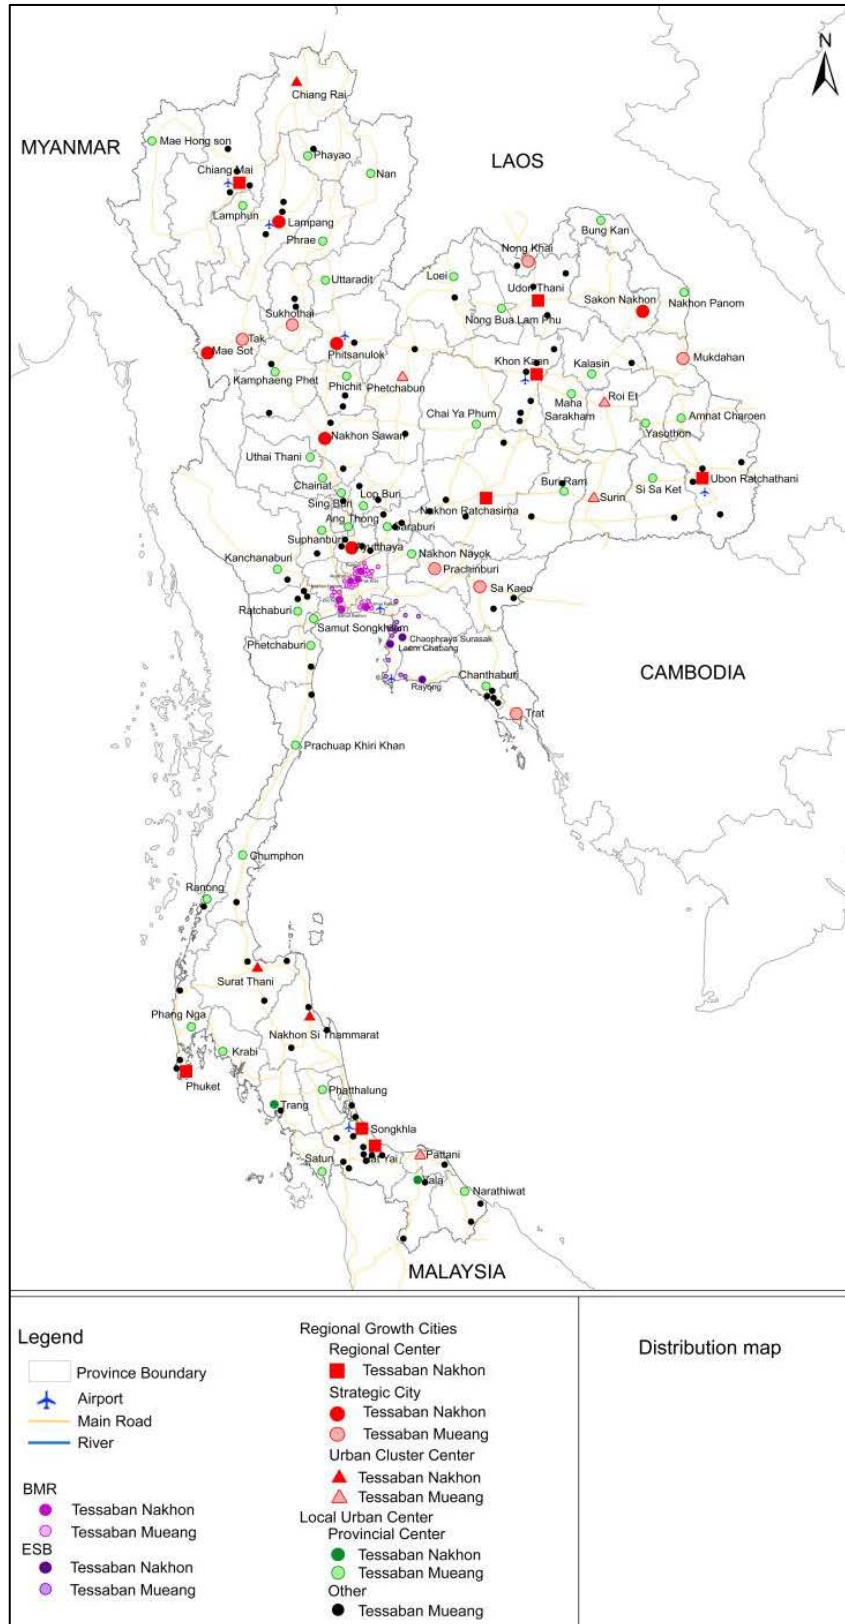 N
Chiang Rai
MYANMAR
Mae Hong son
Phayao
LAOS
Chiang Mai
Nan
Lamphun
Lampang
Phrae
Bung Kan
Nong Khai
Loei
Uttaradit
Udon Thani
Sakon Nakhon
Nakhon Panom
Nong Bua Lam Phu
Sukhothai
Tak
Mae Sot
Phitsanulok
Mukdahan
Khon Kaen
Kalasin
Kamphaeng Phet
Phichit
Phetchabun
Maha
Sarakham
Roi Et
Chai Ya Phum
Amnat Charoen
Yasothon
Nakhon Sawan
Uthai Thani
Chainat
Lop Buri
Buri Ram
Surin
Si Sa Ket
Ubon Ratchathani
Sing Buri
Nakhon Ratchasima
Ang Thong
Saraburi
Suphanburi
Ayutthaya
Nakhon Nayok
Kanchanaburi
Prachinburi
Sa Kaeo
Ratchaburi
Samut Songkhram
Chaophraya Surasak
Laem Chabang
Phetchaburi
CAMBODIA
Chanthaburi
Rayong
Trat
Prachuap Khiri Khan
Chumphon
Ranong
Surat Thani
Phang Nga
Nakhon Si Thammarat
Krabi
Phuket
Phatthalung
Trang
Songkhla
Hat Yai
Satun
Pattani
Yala
Narathiwat
MALAYSIA
Legend
Province Boundary
Airport
Main Road
River
BMR
Tessaban Nakhon
Tessaban Mueang
ESB
Tessaban Nakhon
Tessaban Mueang
Regional Growth Cities
Regional Center
Tessaban Nakhon
Strategic City
Tessaban Nakhon
Tessaban Mueang
Urban Cluster Center
Tessaban Nakhon
Tessaban Mueang
Local Urban Center
Provincial Center
Tessaban Nakhon
Tessaban Mueang
Other
Tessaban Mueang
Distribution map